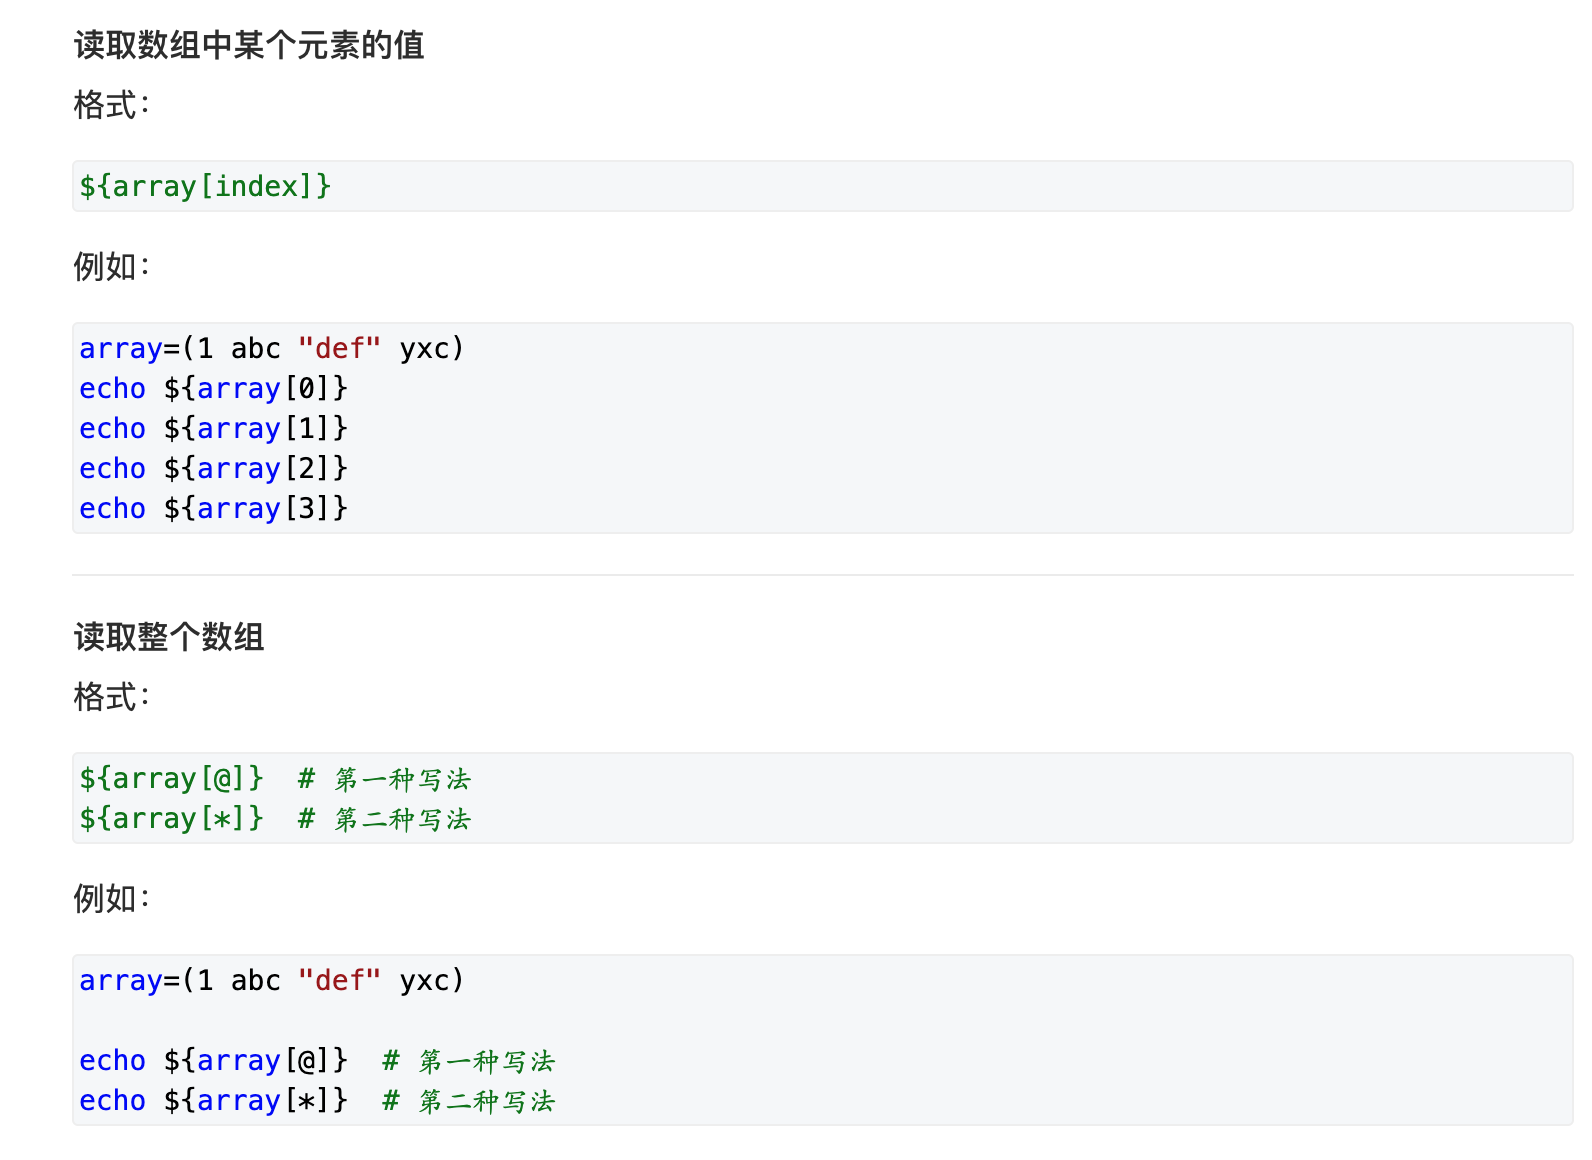 读取数组中某个元素的值
格式：
${array[index]}
例如：
array=(1 abc "def" yxc)
echo ${array[0]}
echo ${array[1]}
echo ${array[2]}
echo ${array[3]}
读取整个数组
格式：
${array[@]}  # 第一种写法
${array[*]}  # 第二种写法
例如：
array=(1 abc "def" yxc)
echo ${array[@]}  # 第一种写法
echo ${array[*]}  # 第二种写法